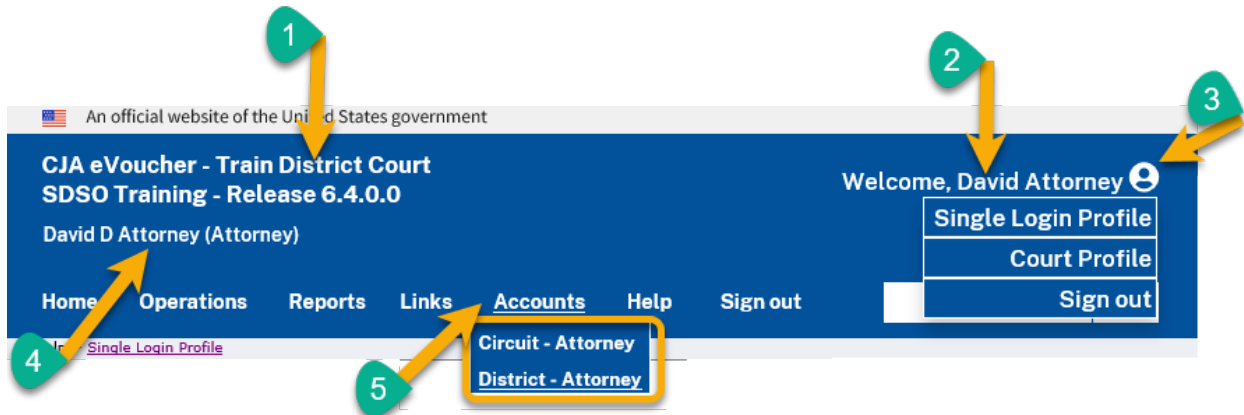 1
2
3
An official website of the United States government
CJA eVoucher - Train District Court
SDSO Training - Release 6.4.0.0
Welcome, David Attorney
Single Login Profile
David D Attorney (Attorney)
Court Profile
Home Operations Reports Links Accounts Help Sign out
Sign out
Single Login Profile
Circuit - Attorney
District - Attorney
4
5